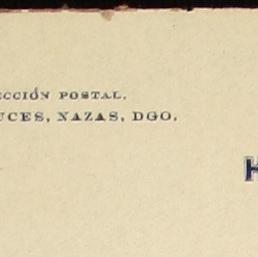 ECCIÓN POSTAL.
UCES, NAZAS, DGO.
H